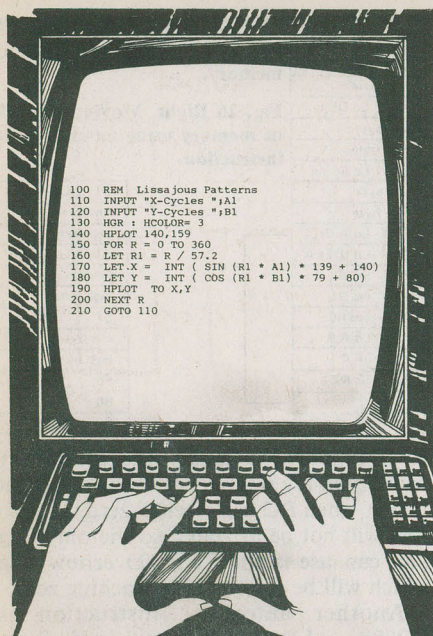 100 REM Lissajous Patterns
110 INPUT "X-Cycles ";A1
120 INPUT "Y-Cycles ";B1
130 HGR : HCOLOR= 3
140 HPLOT 140,159
150 FOR R = 0 TO 360
160 LET R1 = R / 57.2
170 LET.X = INT ( SIN (R1 * A1) * 139 + 140)
180 LET Y = INT ( COS (R1 * B1) * 79 + 80)
190 HPLOT TO X,Y
200 NEXT R
210 GOTO 110